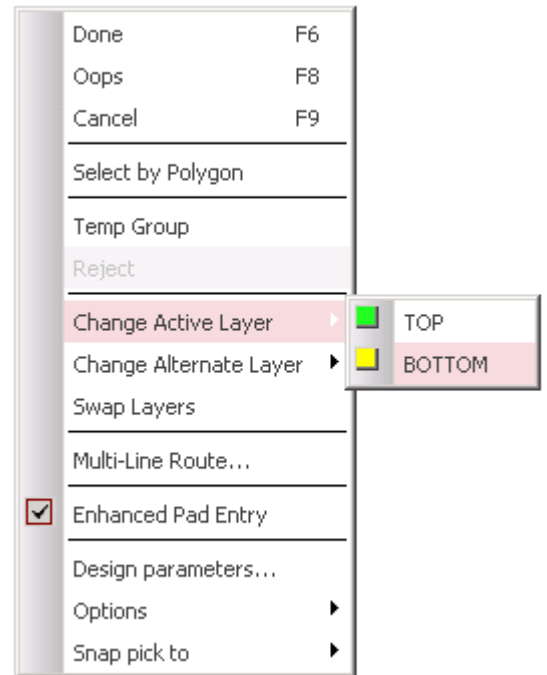 Done F6
Oops F8
Cancel F9
Select by Polygon
Temp Group
Reject
Change Active Layer
TOP
Change Alternate Layer
BOTTOM
Swap Layers
Multi-Line Route...
Enhanced Pad Entry
Design parameters...
Options
Snap pick to